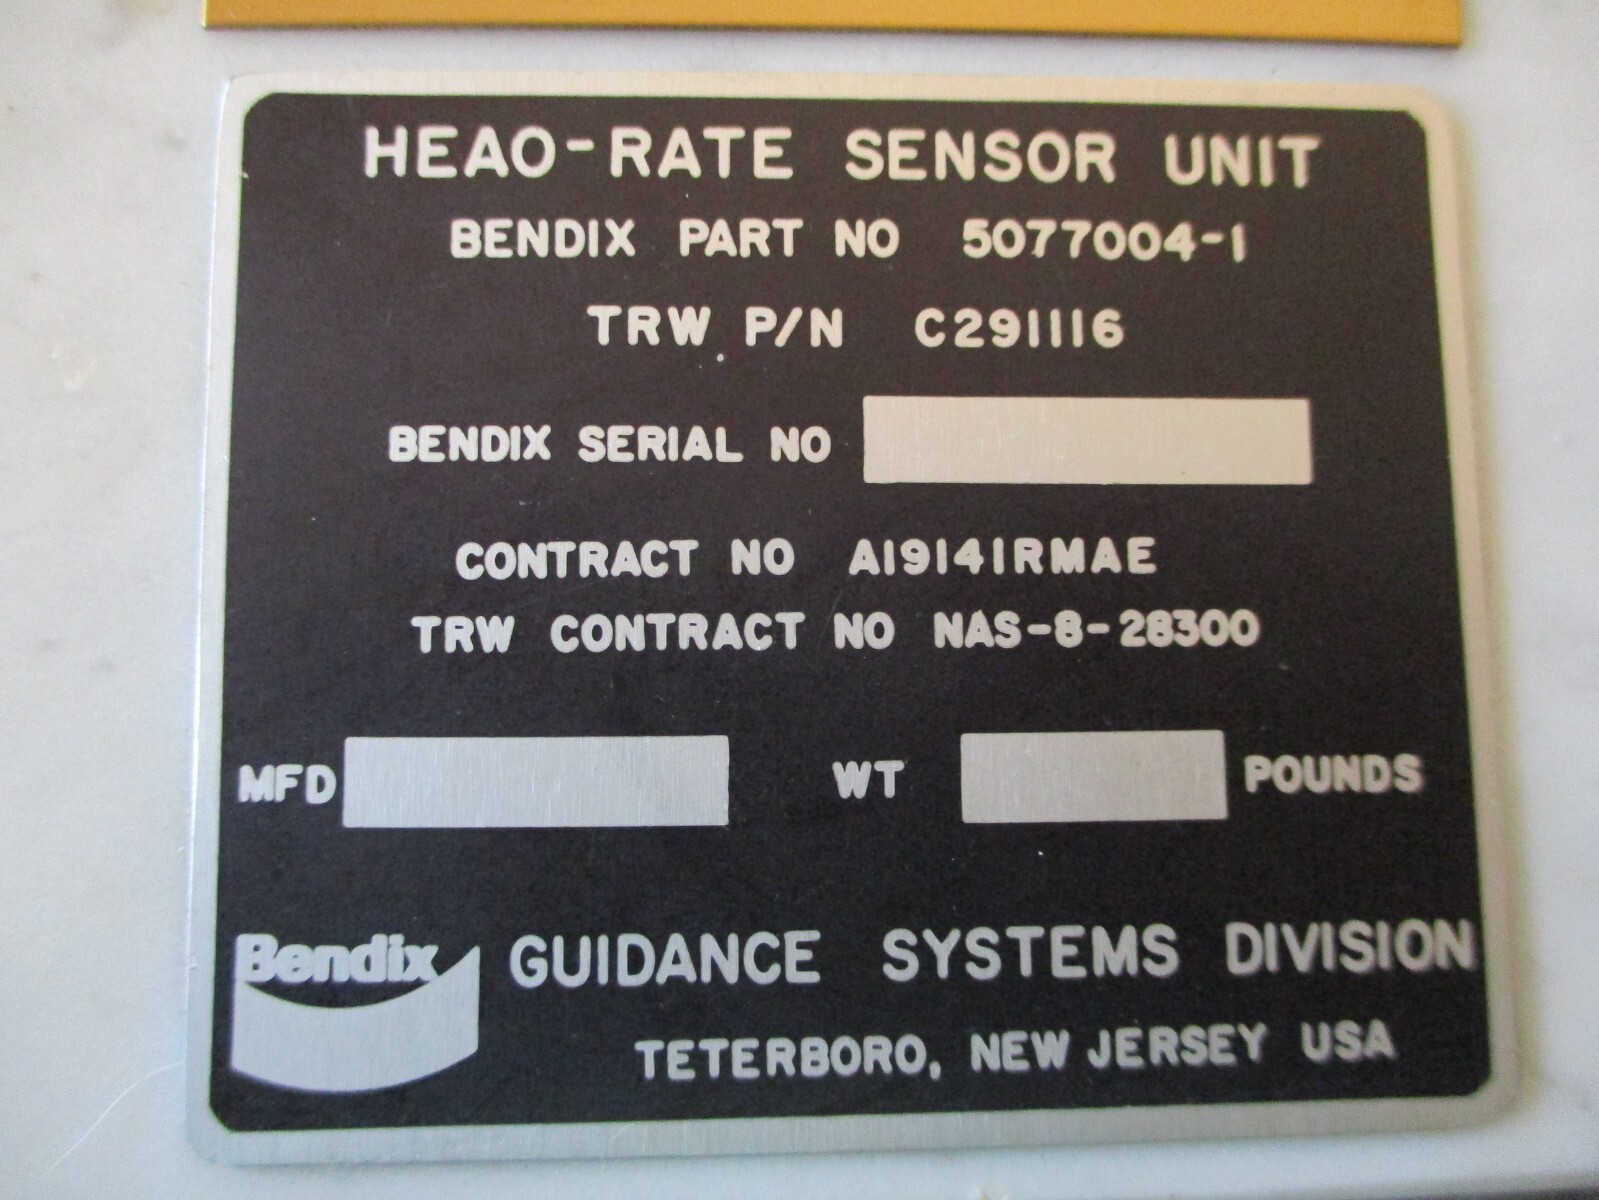 HEAO-RATE SENSOR UNIT
BENDIX PART NO 5077004-1
TRW P/N C291116
BENDIX SERIAL NO
CONTRACT NO A19141RMAE
TRW CONTRACT NO NAS-8-28300
MFD WT POUNDS
Bendix GUIDANCE SYSTEMS DIVISION
TETERBORO, NEW JERSEY USA